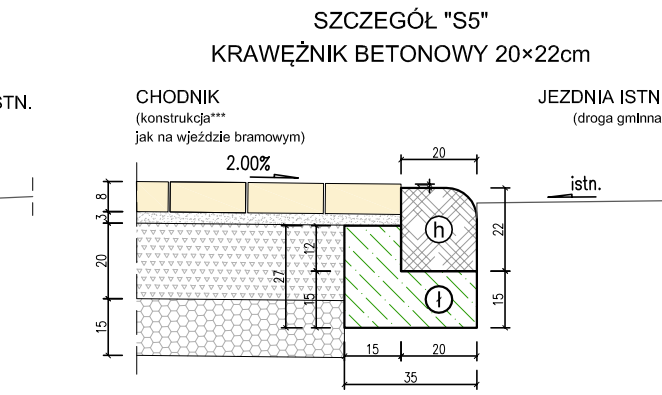 SZCZEGÓŁ "S5"
KRAWĘŻNIK BETONOWY 20×22cm
STN.
CHODNIK
(konstrukcja***
jak na wjeździe bramowym)
JEZDNIA ISTN
(droga gminna
2.00%
20
istn.
8
3
20
15
27
12
15
h
ł
22
15
15
20
35